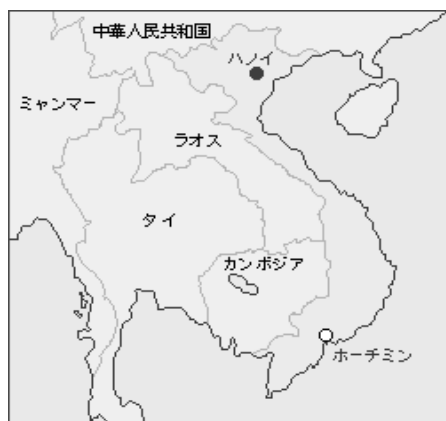 中華人民共和国
ハノイ
ミャンマー
ラオス
タイ
カンボジア
ホーチミン